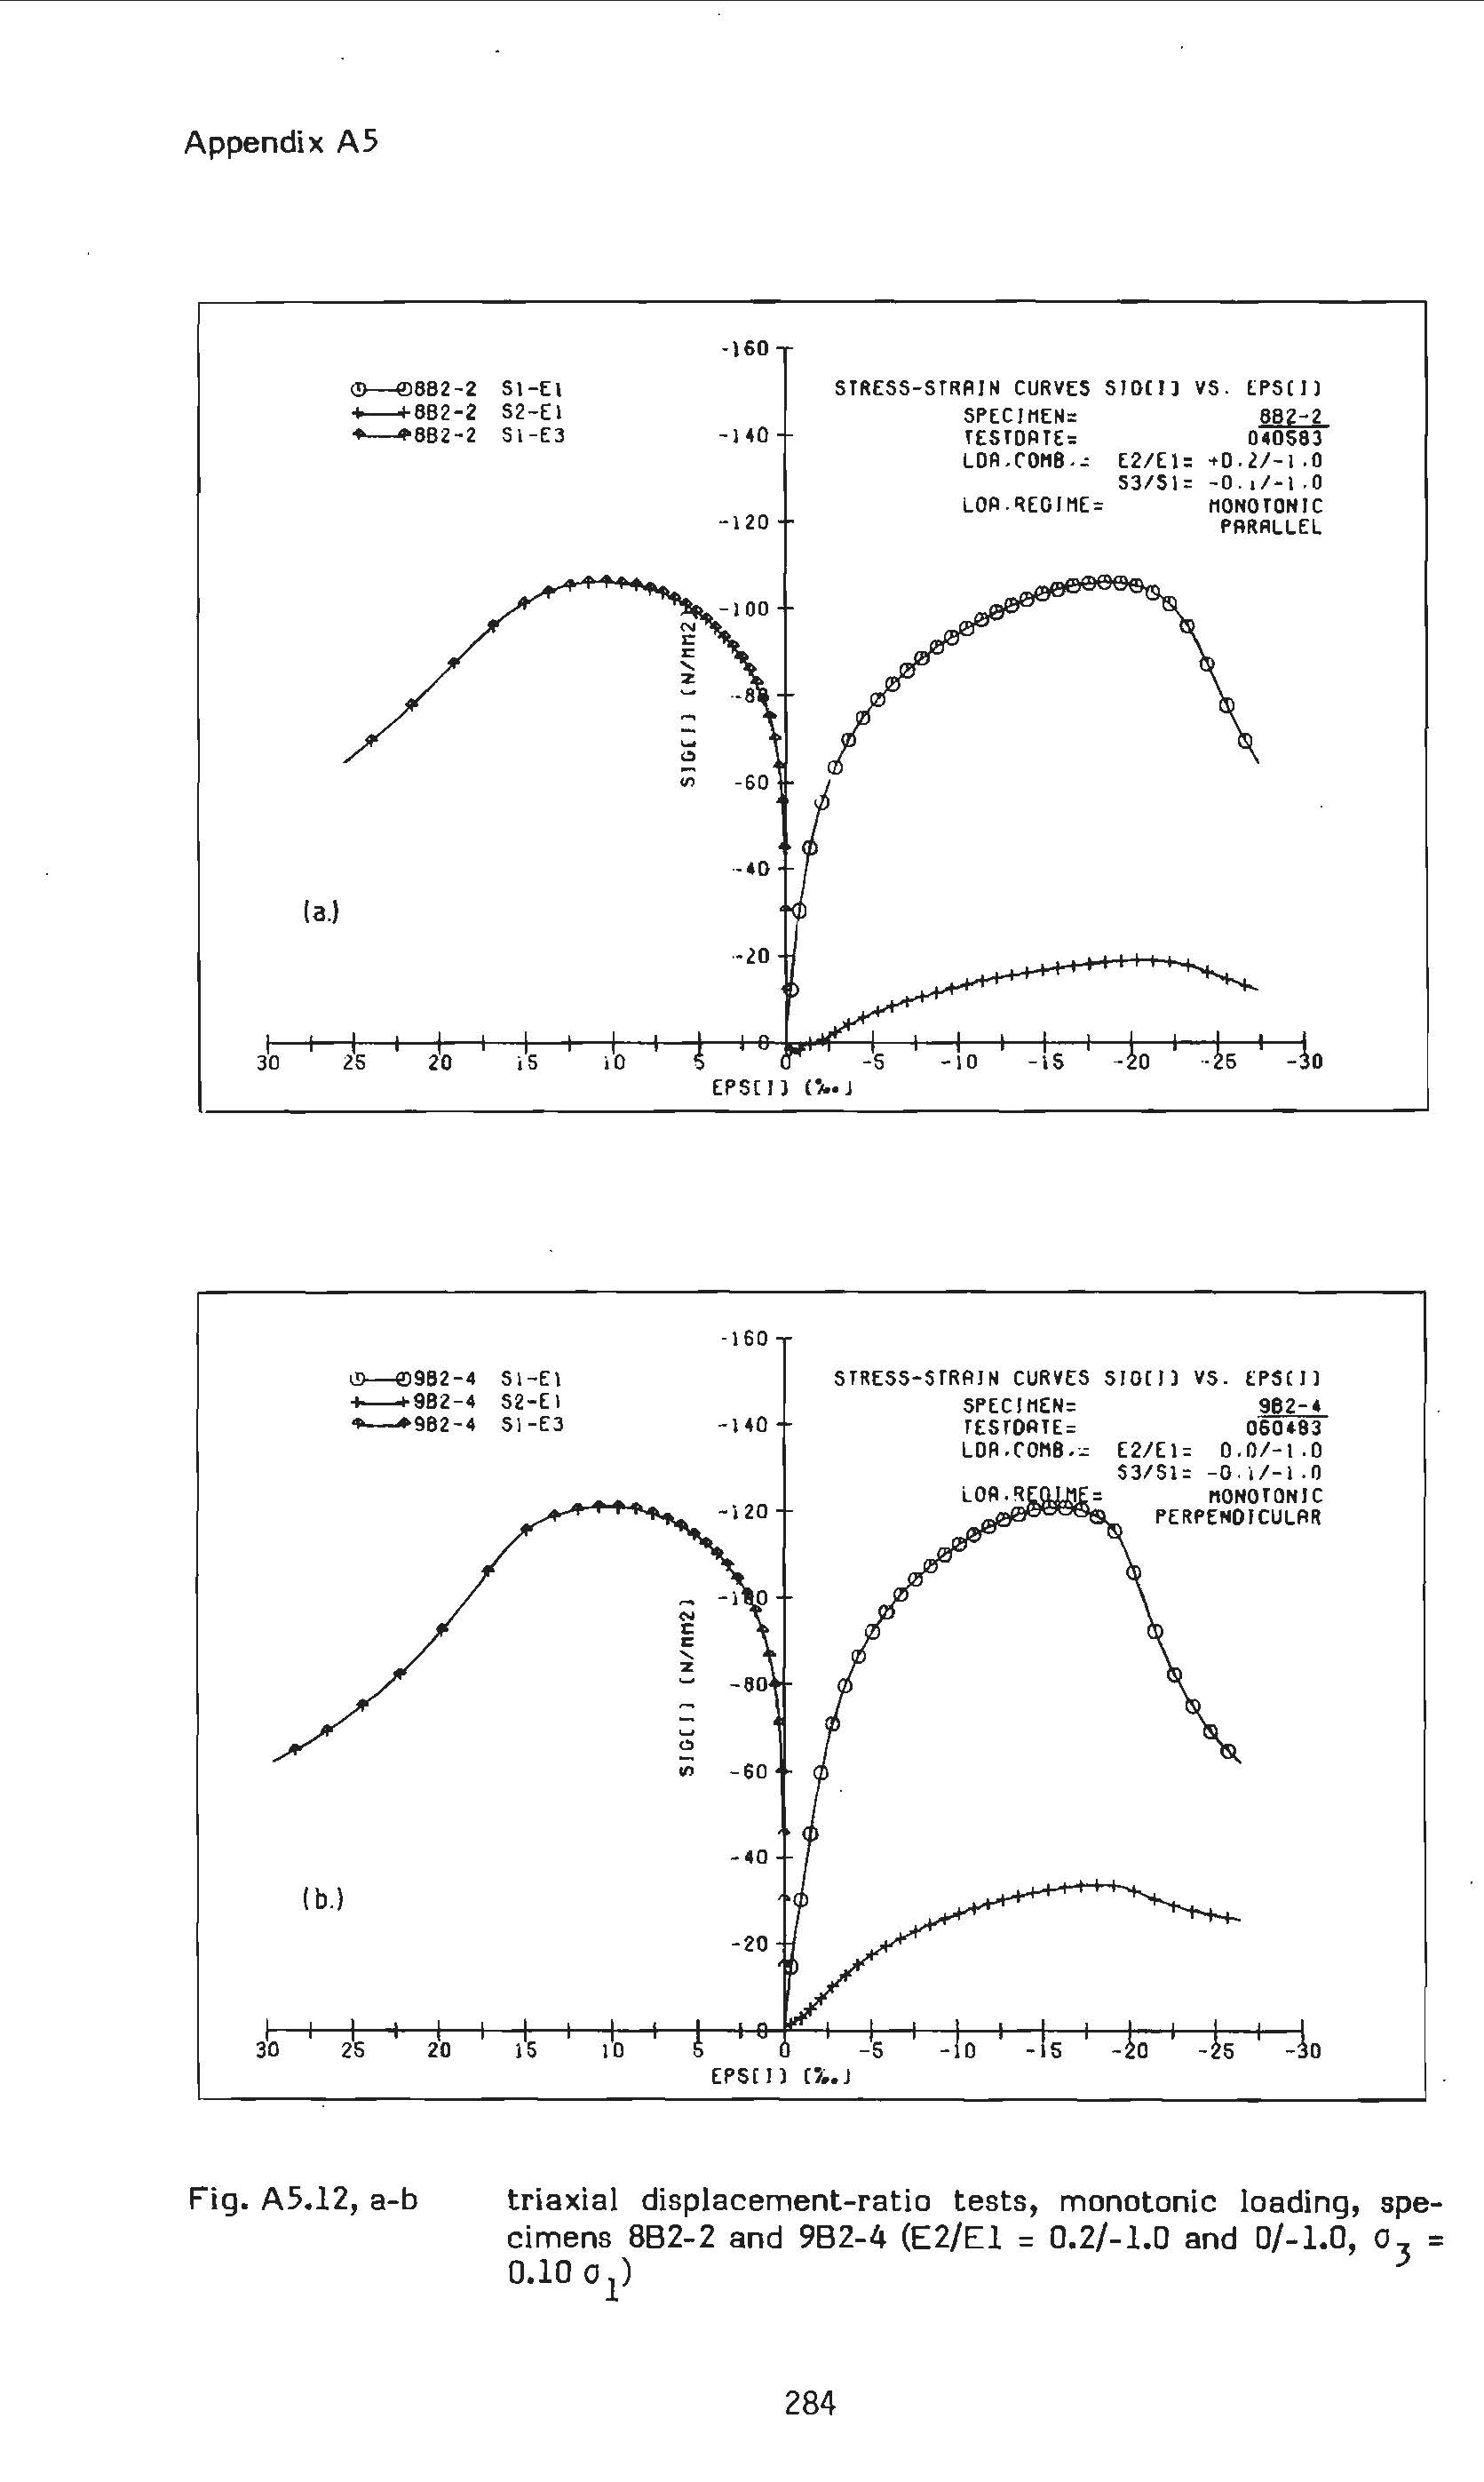 Appendix A5
-160
8B2-2 S1-E1
8B2-2 S2-E1
8B2-2 S1-E3
STRESS-STRAIN CURVES SIG[I] VS. EPS[I]
SPECIMEN= 8B2-2
-140
TESTDATE= 040583
LOA.COMB.= E2/E1= +0.2/-1.0
S3/S1= -0.1/-1.0
LOA.REGIME= MONOTONIC
-120
PARALLEL
-100
SIG[I] [N/MM2]
-80
-60
-40
(a.)
-20
0
30 25 20 15 10 5 0 -5 -10 -15 -20 -25 -30
EPS[I] [‰]
-160
9B2-4 S1-E1
9B2-4 S2-E1
9B2-4 S1-E3
STRESS-STRAIN CURVES SIG[I] VS. EPS[I]
SPECIMEN= 9B2-4
-140
TESTDATE= 060483
LOA.COMB.= E2/E1= 0.0/-1.0
S3/S1= -0.1/-1.0
LOA.REGIME= MONOTONIC
-120
PERPENDICULAR
-100
SIG[I] [N/MM2]
-80
-60
-40
(b.)
-20
0
30 25 20 15 10 5 0 -5 -10 -15 -20 -25 -30
EPS[I] [‰]
Fig. A5.12, a-b triaxial displacement-ratio tests, monotonic loading, spe-
cimens 8B2-2 and 9B2-4 (E2/E1 = 0.2/-1.0 and 0/-1.0, σ3 =
0.10 σ1)
284